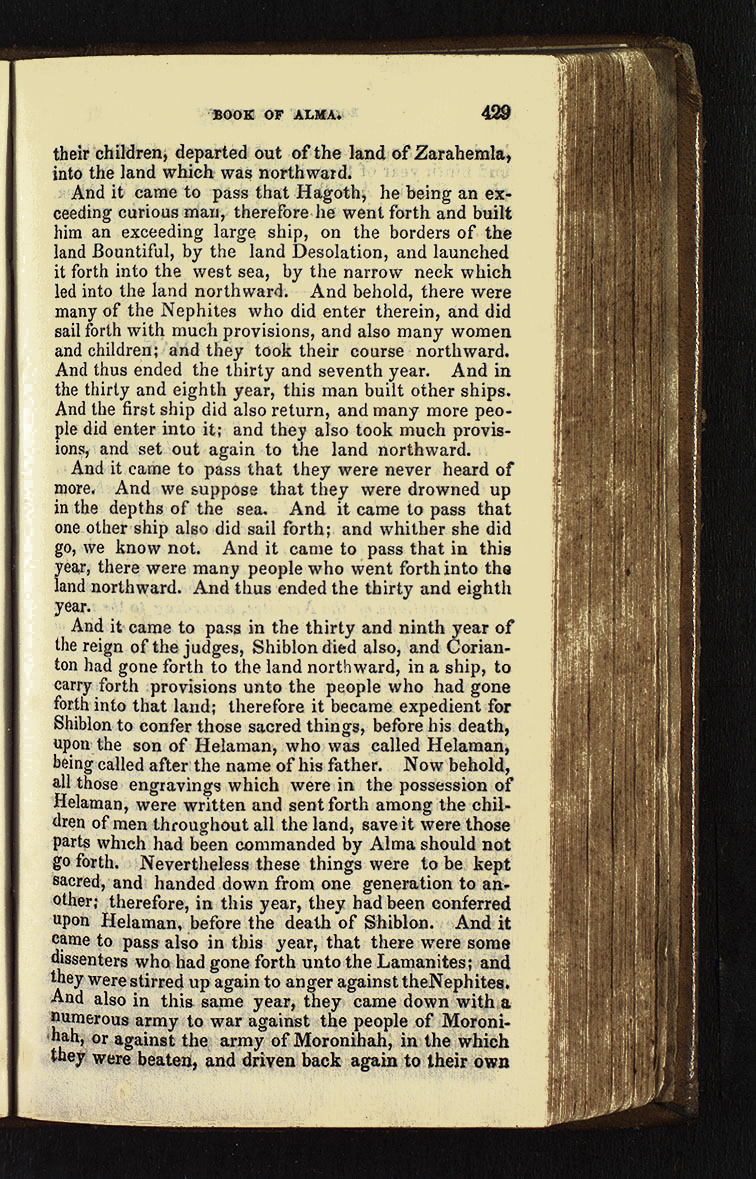 BOOK OF ALMA. 429
their children, departed out of the land of Zarahemla,
into the land which was northward.
And it came to pass that Hagoth, he being an ex-
ceeding curious man, therefore he went forth and built
him an exceeding large ship, on the borders of the
land Bountiful, by the land Desolation, and launched
it forth into the west sea, by the narrow neck which
led into the land northward. And behold, there were
many of the Nephites who did enter therein, and did
sail forth with much provisions, and also many women
and children; and they took their course northward.
And thus ended the thirty and seventh year. And in
the thirty and eighth year, this man built other ships.
And the first ship did also return, and many more peo-
ple did enter into it; and they also took much provis-
ions, and set out again to the land northward.
And it came to pass that they were never heard of
more. And we suppose that they were drowned up
in the depths of the sea. And it came to pass that
one other ship also did sail forth; and whither she did
go, we know not. And it came to pass that in this
year, there were many people who went forth into the
land northward. And thus ended the thirty and eighth
year.
And it came to pass in the thirty and ninth year of
the reign of the judges, Shiblon died also, and Corian-
ton had gone forth to the land northward, in a ship, to
carry forth provisions unto the people who had gone
forth into that land; therefore it became expedient for
Shiblon to confer those sacred things, before his death,
upon the son of Helaman, who was called Helaman,
being called after the name of his father. Now behold,
all those engravings which were in the possession of
Helaman, were written and sent forth among the chil-
dren of men throughout all the land, save it were those
parts which had been commanded by Alma should not
go forth. Nevertheless these things were to be kept
sacred, and handed down from one generation to an-
other; therefore, in this year, they had been conferred
upon Helaman, before the death of Shiblon. And it
came to pass also in this year, that there were some
dissenters who had gone forth unto the Lamanites; and
they were stirred up again to anger against theNephites.
And also in this same year, they came down with a
numerous army to war against the people of Moroni-
hah, or against the army of Moronihah, in the which
they were beaten, and driven back again to their own